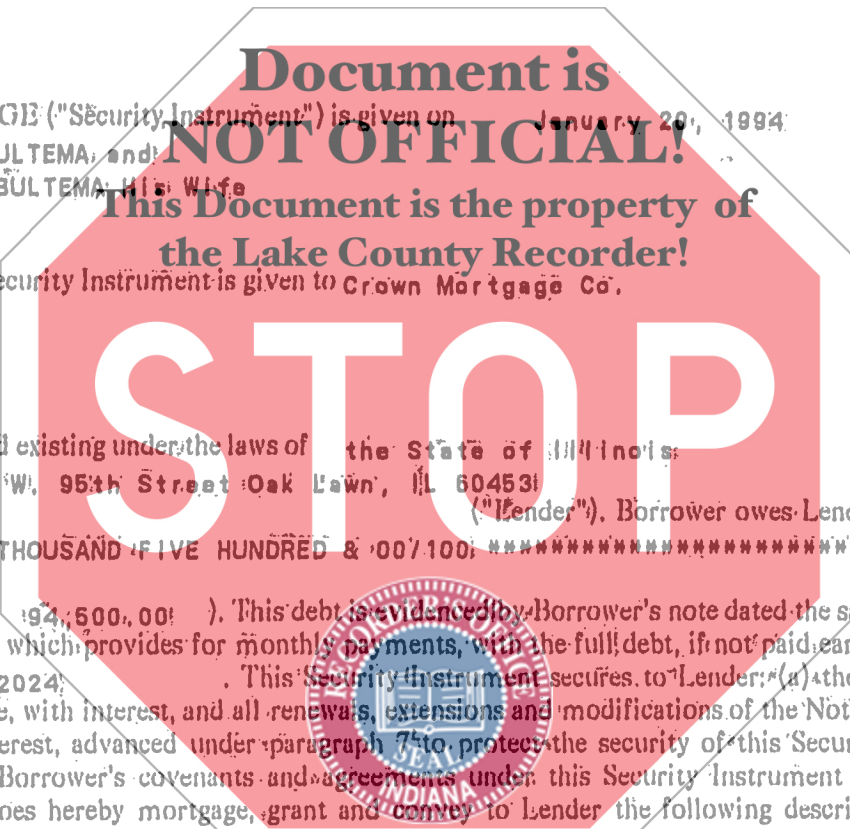 Document is
GE ("Security Instrument") is given on January 20, 1994
NOT OFFICIAL!
ULTEMA, and
BULTEMA, His Wife
This Document is the property of
the Lake County Recorder!
ecurity Instrument is given to Crown Mortgage Co.
STOP
existing under the laws of the State of Illinois
W. 95th Street Oak Lawn, IL 60453
("Lender"). Borrower owes Lend
THOUSAND FIVE HUNDRED & 00/100
94,500.00 ). This debt is evidenced by Borrower's note dated the s
which provides for monthly payments, with the full debt, if not paid ear
2024 . This Security Instrument secures to Lender: (a) the
e, with interest, and all renewals, extensions and modifications of the Not
erest, advanced under paragraph 7 to protect the security of this Secur
Borrower's covenants and agreements under this Security Instrument
oes hereby mortgage, grant and convey to Lender the following descri
RECORDER'S OFFICE
SEAL
INDIANA